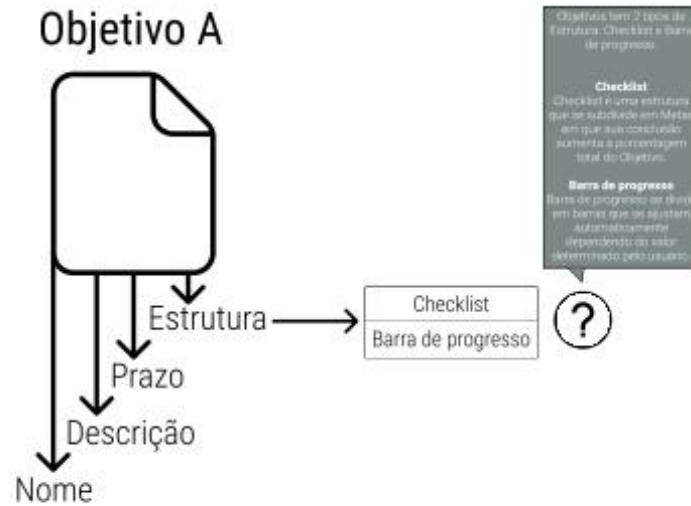 Objetivo A
Objetivos tem 2 tipos de
Estrutura: Checklist e Barra
de progresso.
Checklist
Checklist é uma estrutura
que se subdivide em Metas
em que sua conclusão
aumenta a porcentagem
total do Objetivo.
Barra de progresso
Barra de progresso se divide
em barras que se ajustam
automaticamente
dependendo do valor
determinado pelo usuário.
Estrutura
Checklist
Barra de progresso
?
Prazo
Descrição
Nome